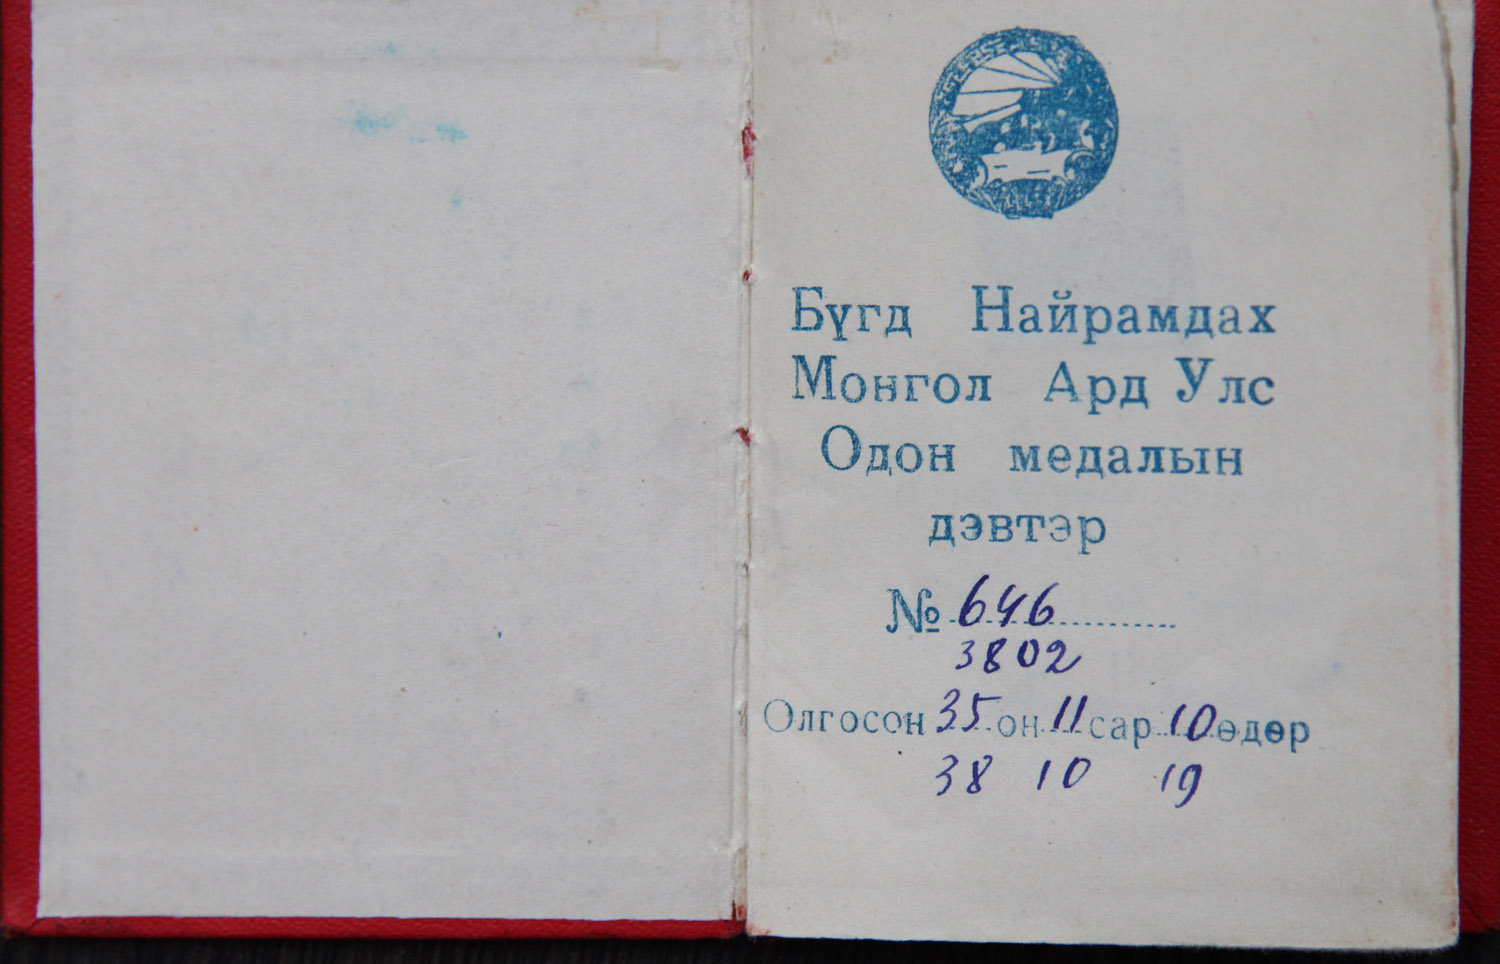 Бүгд Найрамдах
Монгол Ард Улс
Одон медалын
дэвтэр
№ 646
3802
Олгосон 35 он 11 сар 10 өдөр
38 10 19